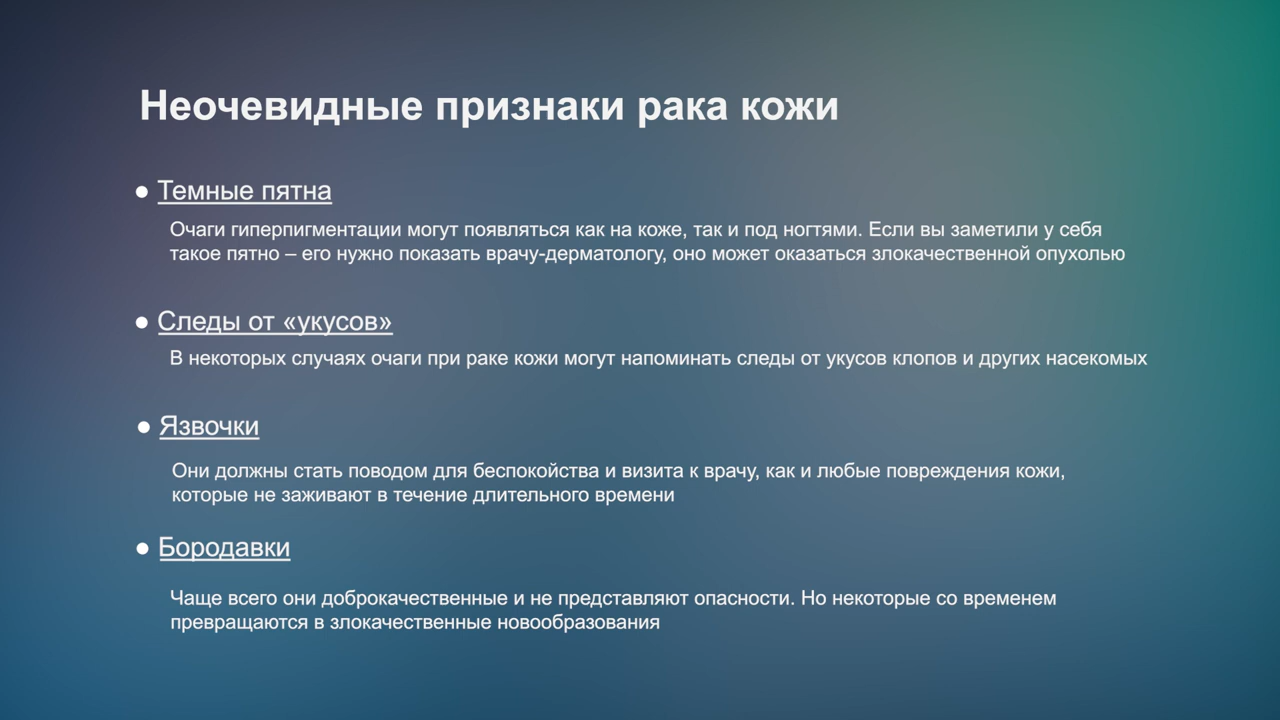 Неочевидные признаки рака кожи
● Темные пятна
Очаги гиперпигментации могут появляться как на коже, так и под ногтями. Если вы заметили у себя
такое пятно – его нужно показать врачу-дерматологу, оно может оказаться злокачественной опухолью
● Следы от «укусов»
В некоторых случаях очаги при раке кожи могут напоминать следы от укусов клопов и других насекомых
● Язвочки
Они должны стать поводом для беспокойства и визита к врачу, как и любые повреждения кожи,
которые не заживают в течение длительного времени
● Бородавки
Чаще всего они доброкачественные и не представляют опасности. Но некоторые со временем
превращаются в злокачественные новообразования